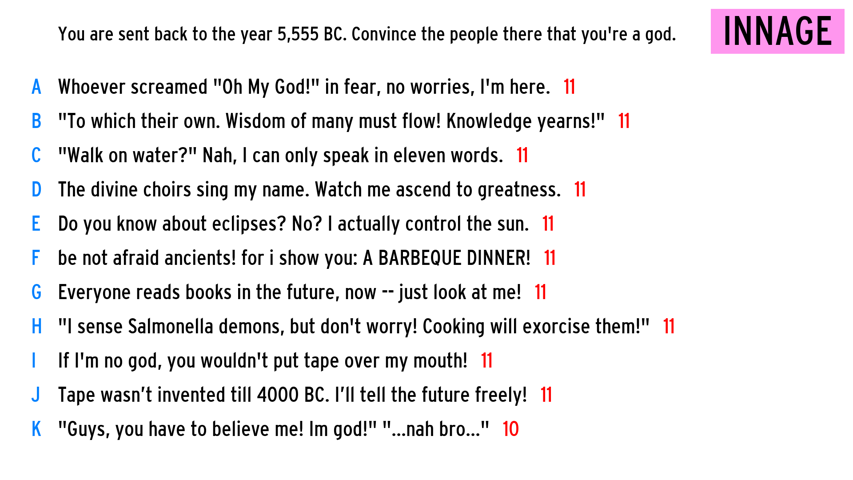 You are sent back to the year 5,555 BC. Convince the people there that you're a god. INNAGE
A Whoever screamed "Oh My God!" in fear, no worries, I'm here. 11
B "To which their own. Wisdom of many must flow! Knowledge yearns!" 11
C "Walk on water?" Nah, I can only speak in eleven words. 11
D The divine choirs sing my name. Watch me ascend to greatness. 11
E Do you know about eclipses? No? I actually control the sun. 11
F be not afraid ancients! for i show you: A BARBEQUE DINNER! 11
G Everyone reads books in the future, now -- just look at me! 11
H "I sense Salmonella demons, but don't worry! Cooking will exorcise them!" 11
I If I'm no god, you wouldn't put tape over my mouth! 11
J Tape wasn’t invented till 4000 BC. I’ll tell the future freely! 11
K "Guys, you have to believe me! Im god!" "...nah bro..." 10